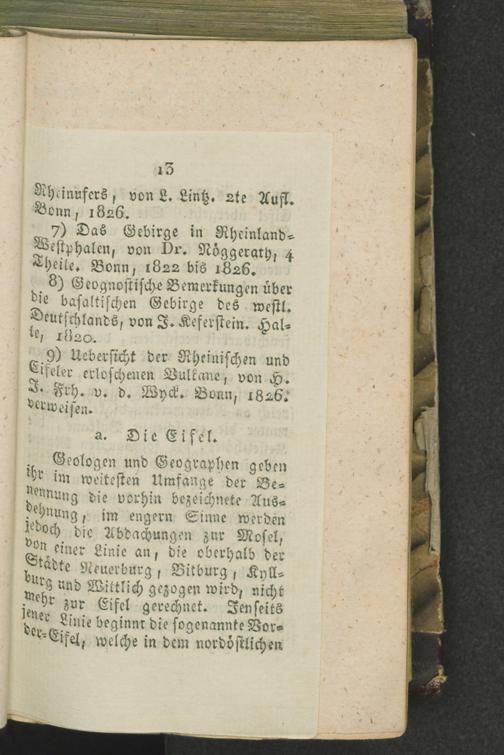 13
Rheinufers, von L. Lintz. 2te Aufl.
Bonn, 1826.
7) Das Gebirge in Rheinland=
Westphalen, von Dr. Nöggerath, 4
Theile. Bonn, 1822 bis 1826.
8) Geognostische Bemerkungen über
die basaltischen Gebirge des westl.
Deutschlands, von J. Keferstein. Hal=
le, 1820.
9) Uebersicht der Rheinischen und
Eifeler erloschenen Vulkane, von H.
J. Frh. v. d. Wyck. Bonn, 1826.
verweisen.
a. Die Eifel.
Geologen und Geographen geben
ihr im weitesten Umfange der Be=
nennung die vorhin bezeichnete Aus=
dehnung, im engern Sinne werden
jedoch die Abdachungen zur Mosel,
von einer Linie an, die oberhalb der
Städte Neuerburg, Bitburg, Kyll=
burg und Wittlich gezogen wird, nicht
mehr zur Eifel gerechnet. Jenseits
jener Linie beginnt die sogenannte Vor=
der=Eifel, welche in dem nordöstlichen